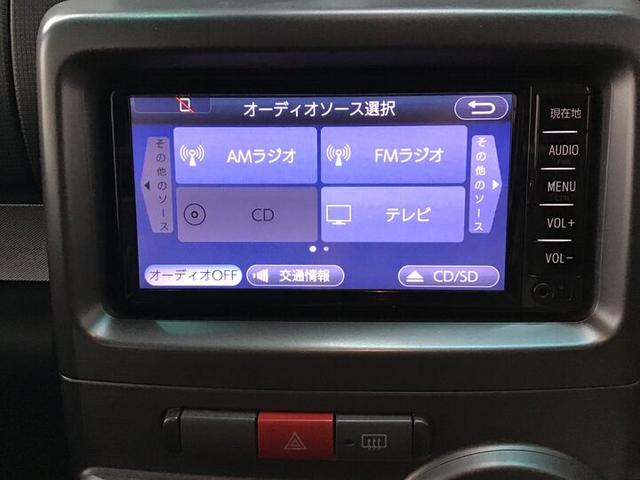 オーディオソース選択
現在地
その他のソース
AMラジオ
FMラジオ
その他のソース
AUDIO
MENU
CD
テレビ
VOL+
VOL-
オーディオOFF
交通情報
CD/SD